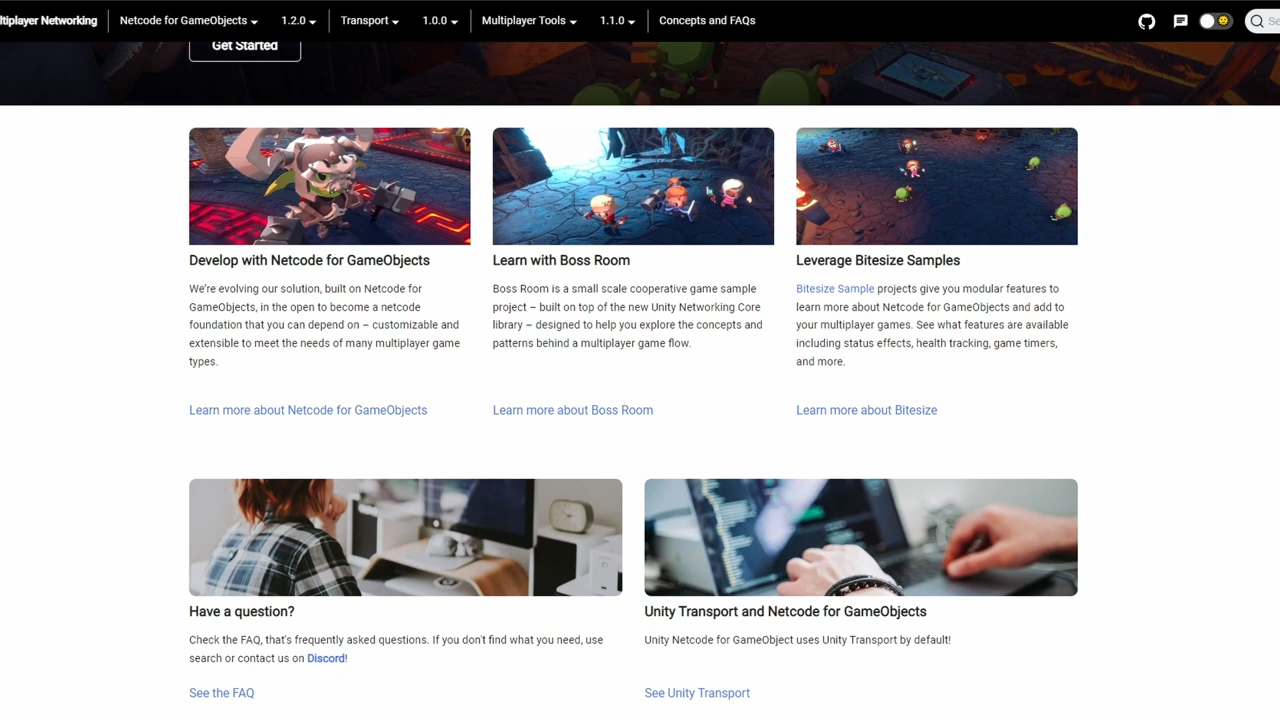 ltiplayer Networking Netcode for GameObjects 1.2.0 Transport 1.0.0 Multiplayer Tools 1.1.0 Concepts and FAQs Se
Get Started
Develop with Netcode for GameObjects
We're evolving our solution, built on Netcode for
GameObjects, in the open to become a netcode
foundation that you can depend on – customizable and
extensible to meet the needs of many multiplayer game
types.
Learn more about Netcode for GameObjects
Learn with Boss Room
Boss Room is a small scale cooperative game sample
project – built on top of the new Unity Networking Core
library – designed to help you explore the concepts and
patterns behind a multiplayer game flow.
Learn more about Boss Room
Leverage Bitesize Samples
Bitesize Sample projects give you modular features to
learn more about Netcode for GameObjects and add to
your multiplayer games. See what features are available
including status effects, health tracking, game timers,
and more.
Learn more about Bitesize
Have a question?
Check the FAQ, that's frequently asked questions. If you don't find what you need, use
search or contact us on Discord!
See the FAQ
Unity Transport and Netcode for GameObjects
Unity Netcode for GameObject uses Unity Transport by default!
See Unity Transport